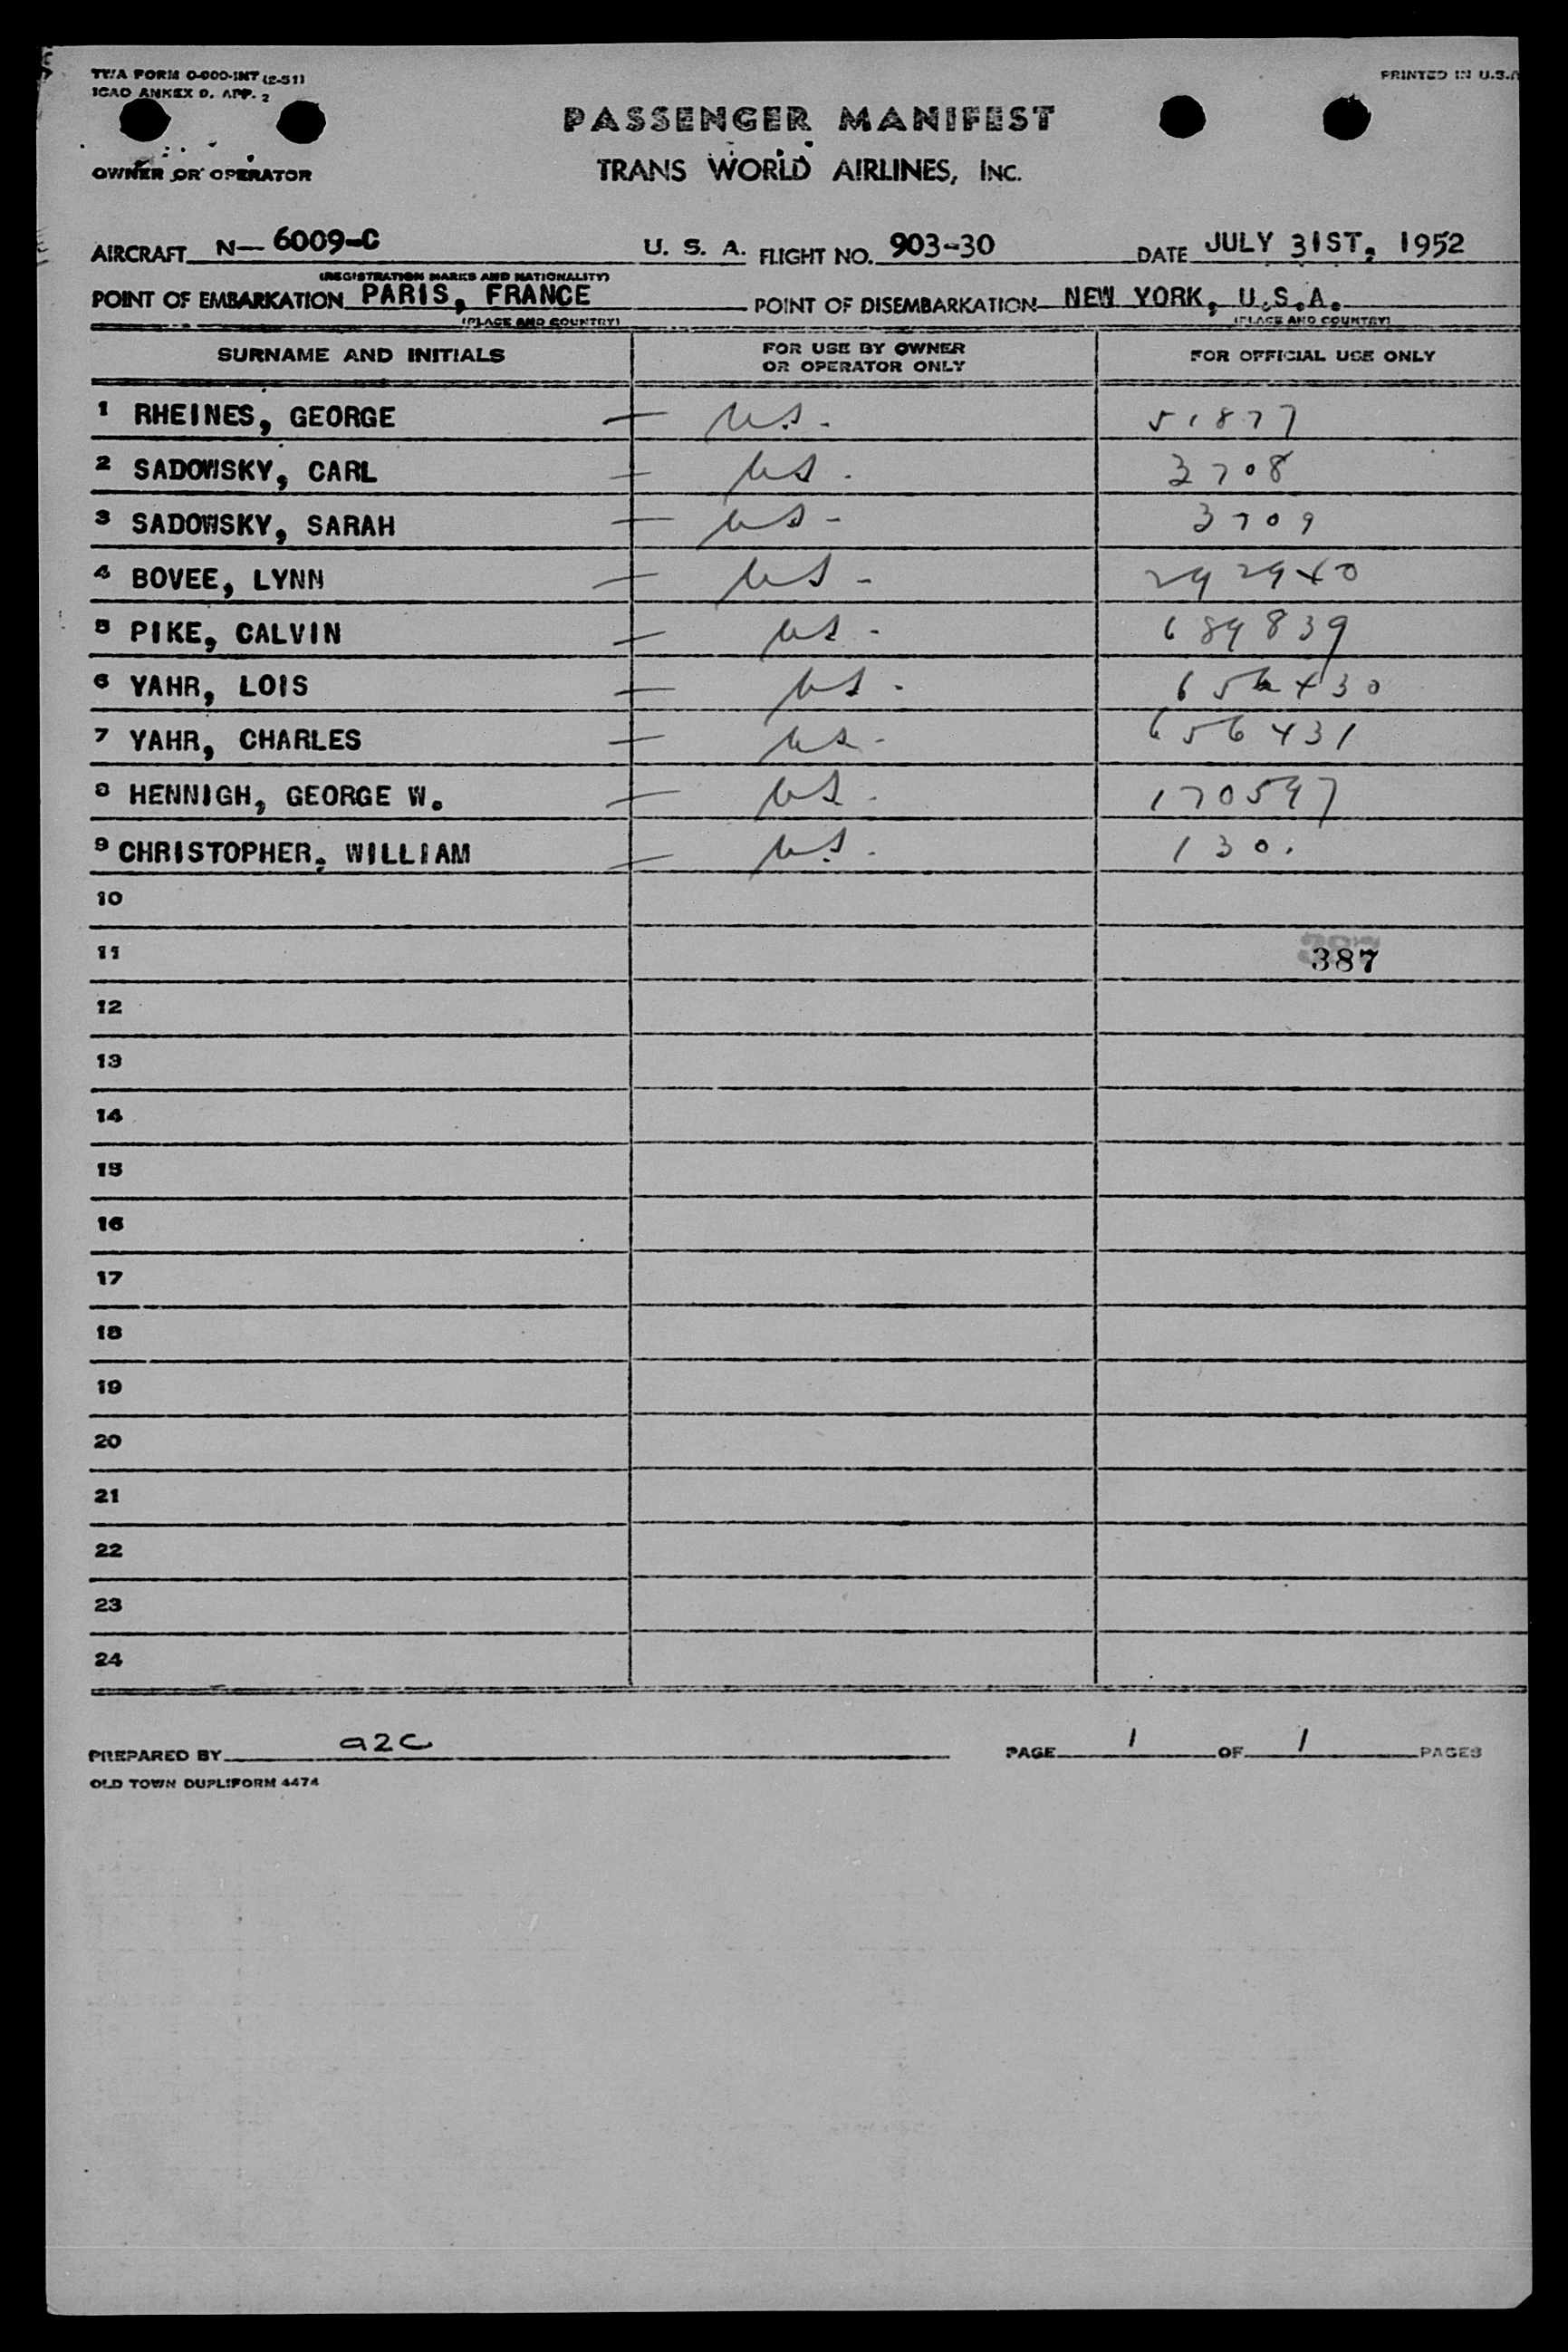 TWA FORM O-000-INT (2-51)
ICAO ANNEX 9, APP. 2
PRINTED IN U.S.A
PASSENGER MANIFEST
OWNER OR OPERATOR
TRANS WORLD AIRLINES, INC.
AIRCRAFT N— 6009-C U. S. A. FLIGHT NO. 903-30 DATE JULY 31ST, 1952
(REGISTRATION MARKS AND NATIONALITY)
POINT OF EMBARKATION PARIS, FRANCE POINT OF DISEMBARKATION NEW YORK, U.S.A.
(PLACE AND COUNTRY) (PLACE AND COUNTRY)
SURNAME AND INITIALS FOR USE BY OWNER OR OPERATOR ONLY FOR OFFICIAL USE ONLY
1 RHEINES, GEORGE — US - 51877
2 SADOWSKY, CARL — US - 3708
3 SADOWSKY, SARAH — US - 3709
4 BOVEE, LYNN — US - 292940
5 PIKE, CALVIN — US - 689839
6 YAHR, LOIS — US - 656430
7 YAHR, CHARLES — US - 656431
8 HENNIGH, GEORGE W. — US - 170597
9 CHRISTOPHER, WILLIAM — US - 130.
10
11 387
12
13
14
15
16
17
18
19
20
21
22
23
24
PREPARED BY a2c PAGE 1 OF 1 PAGES
OLD TOWN DUPLIFORM 4474